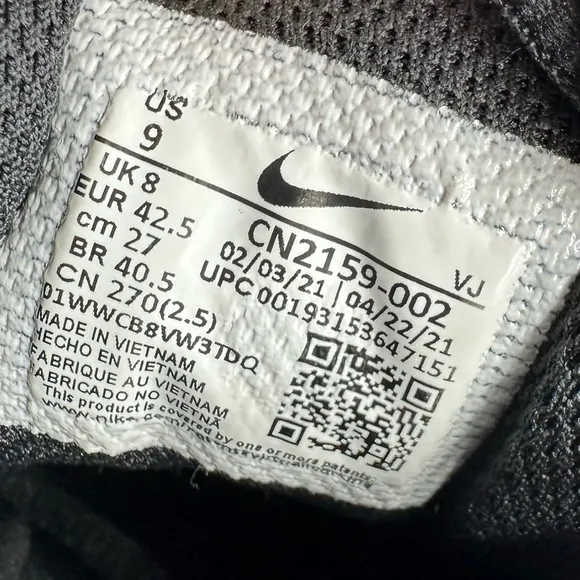 US
9
UK 8
EUR 42.5
cm 27
BR 40.5
CN 270(2.5)
CN2159-002
VJ
02/03/21 | 04/22/21
UPC 00193153647151
01WWCB8VW3TDQ
MADE IN VIETNAM
HECHO EN VIETNAM
FABRIQUE AU VIETNAM
FABRICADO NO VIETNÃ
This product is covered by one or more patents